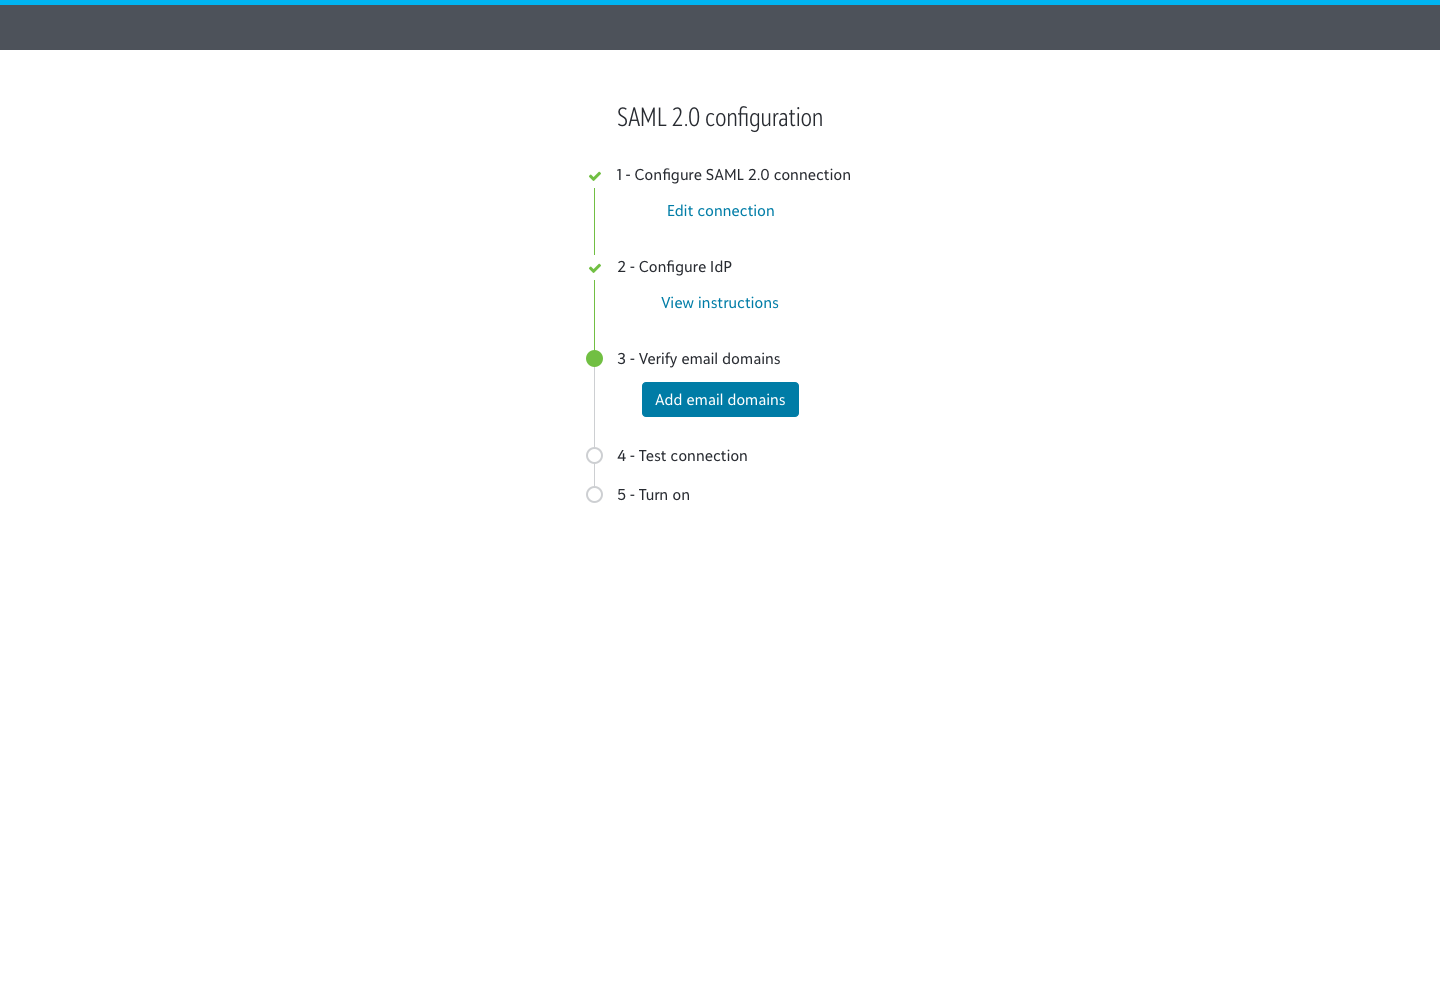 SAML 2.0 configuration
1 - Configure SAML 2.0 connection
Edit connection
2 - Configure IdP
View instructions
3 - Verify email domains
Add email domains
4 - Test connection
5 - Turn on